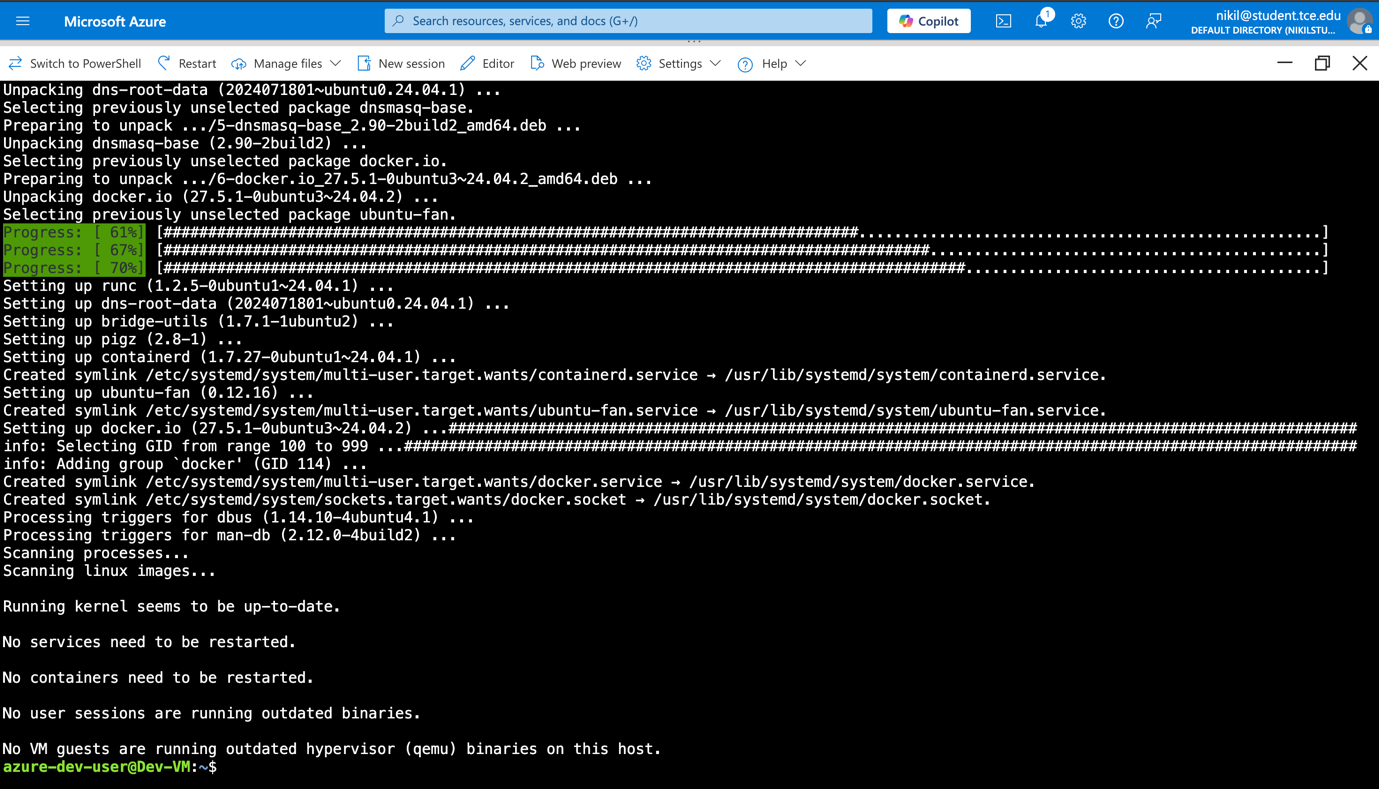 Microsoft Azure
Search resources, services, and docs (G+/)
Copilot
1
nikil@student.tce.edu
DEFAULT DIRECTORY (NIKILSTU...
Switch to PowerShell
Restart
Manage files
New session
Editor
Web preview
Settings
Help
Unpacking dns-root-data (2024071801~ubuntu0.24.04.1) ...
Selecting previously unselected package dnsmasq-base.
Preparing to unpack .../5-dnsmasq-base_2.90-2build2_amd64.deb ...
Unpacking dnsmasq-base (2.90-2build2) ...
Selecting previously unselected package docker.io.
Preparing to unpack .../6-docker.io_27.5.1-0ubuntu3~24.04.2_amd64.deb ...
Unpacking docker.io (27.5.1-0ubuntu3~24.04.2) ...
Selecting previously unselected package ubuntu-fan.
Progress: [ 61%] [##############################################################################....................................................]
Progress: [ 67%] [######################################################################################............................................]
Progress: [ 70%] [##########################################################################################........................................]
Setting up runc (1.2.5-0ubuntu1~24.04.1) ...
Setting up dns-root-data (2024071801~ubuntu0.24.04.1) ...
Setting up bridge-utils (1.7.1-1ubuntu2) ...
Setting up pigz (2.8-1) ...
Setting up containerd (1.7.27-0ubuntu1~24.04.1) ...
Created symlink /etc/systemd/system/multi-user.target.wants/containerd.service → /usr/lib/systemd/system/containerd.service.
Setting up ubuntu-fan (0.12.16) ...
Created symlink /etc/systemd/system/multi-user.target.wants/ubuntu-fan.service → /usr/lib/systemd/system/ubuntu-fan.service.
Setting up docker.io (27.5.1-0ubuntu3~24.04.2) ...######################################################################################################
info: Selecting GID from range 100 to 999 ...###########################################################################################################
info: Adding group `docker' (GID 114) ...
Created symlink /etc/systemd/system/multi-user.target.wants/docker.service → /usr/lib/systemd/system/docker.service.
Created symlink /etc/systemd/system/sockets.target.wants/docker.socket → /usr/lib/systemd/system/docker.socket.
Processing triggers for dbus (1.14.10-4ubuntu4.1) ...
Processing triggers for man-db (2.12.0-4build2) ...
Scanning processes...
Scanning linux images...
Running kernel seems to be up-to-date.
No services need to be restarted.
No containers need to be restarted.
No user sessions are running outdated binaries.
No VM guests are running outdated hypervisor (qemu) binaries on this host.
azure-dev-user@Dev-VM:~$